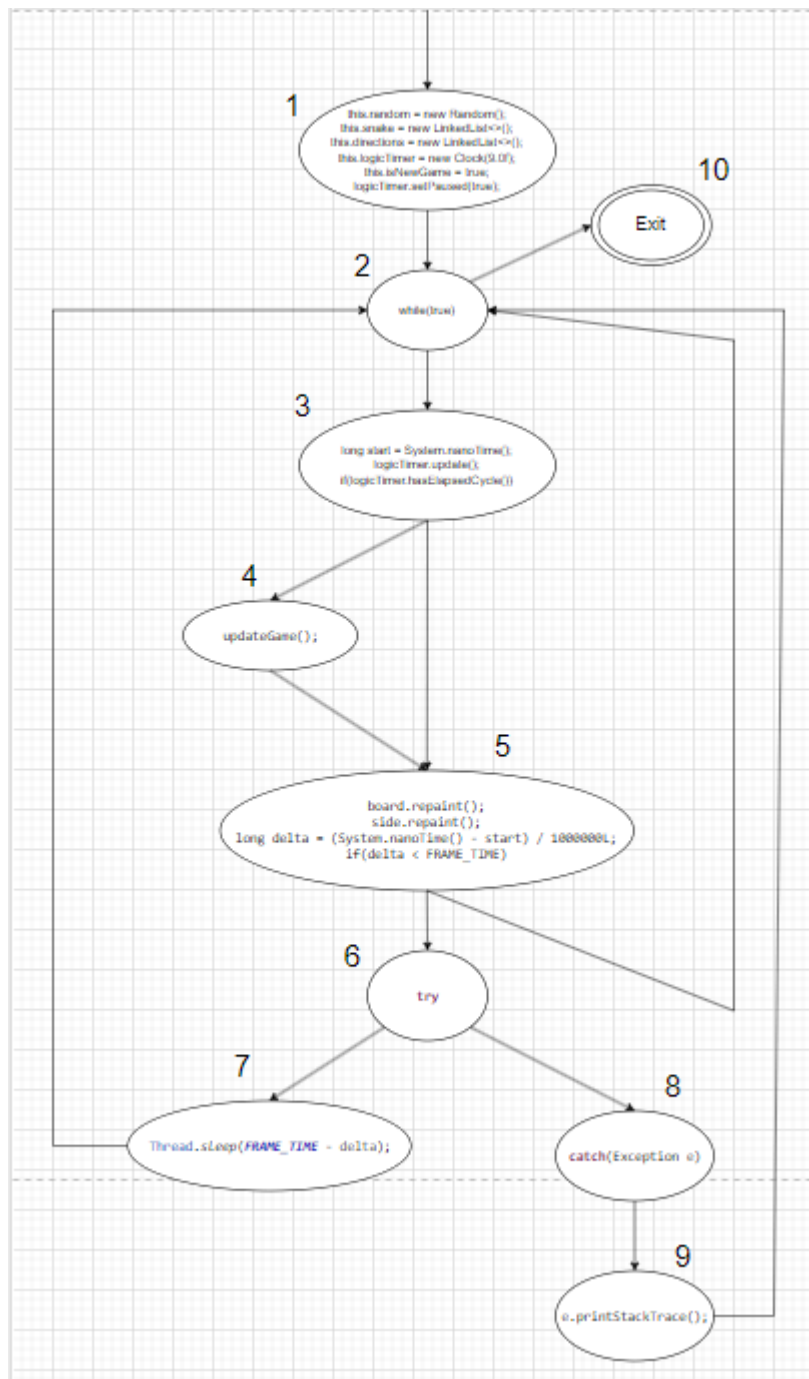 1
this.random = new Random();
this.snake = new LinkedList<>();
this.directions = new LinkedList<>();
this.logicTimer = new Clock(9.0f);
this.isNewGame = true;
logicTimer.setPaused(true);
10
Exit
2
while(true)
3
long start = System.nanoTime();
logicTimer.update();
if(logicTimer.hasElapsedCycle())
4
updateGame();
5
board.repaint();
side.repaint();
long delta = (System.nanoTime() - start) / 1000000L;
if(delta < FRAME_TIME)
6
try
7
Thread.sleep(FRAME_TIME - delta);
8
catch(Exception e)
9
e.printStackTrace();